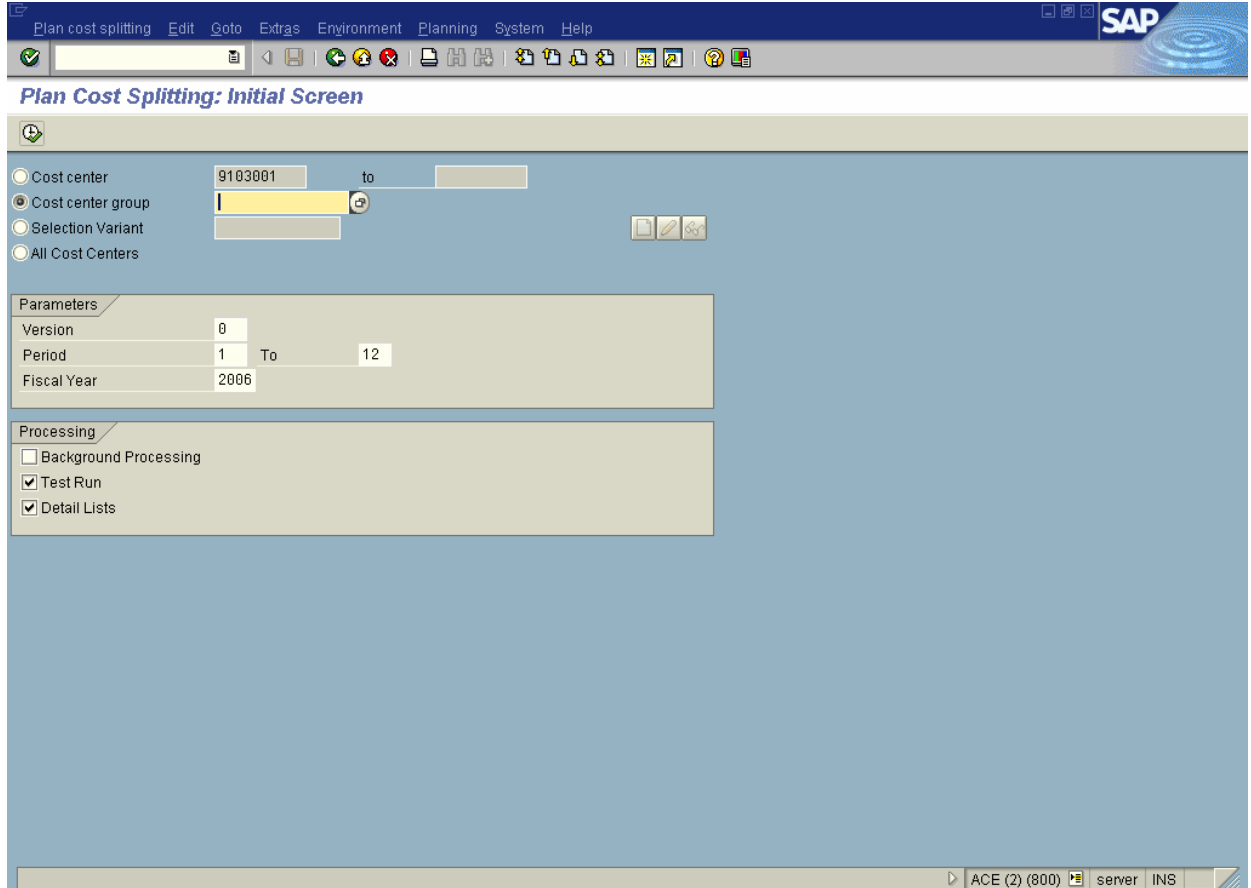 Plan cost splitting Edit Goto Extras Environment Planning System Help
SAP
Plan Cost Splitting: Initial Screen
Cost center 9103001 to
Cost center group
Selection Variant
All Cost Centers
Parameters
Version 0
Period 1 To 12
Fiscal Year 2006
Processing
Background Processing
Test Run
Detail Lists
ACE (2) (800) server INS